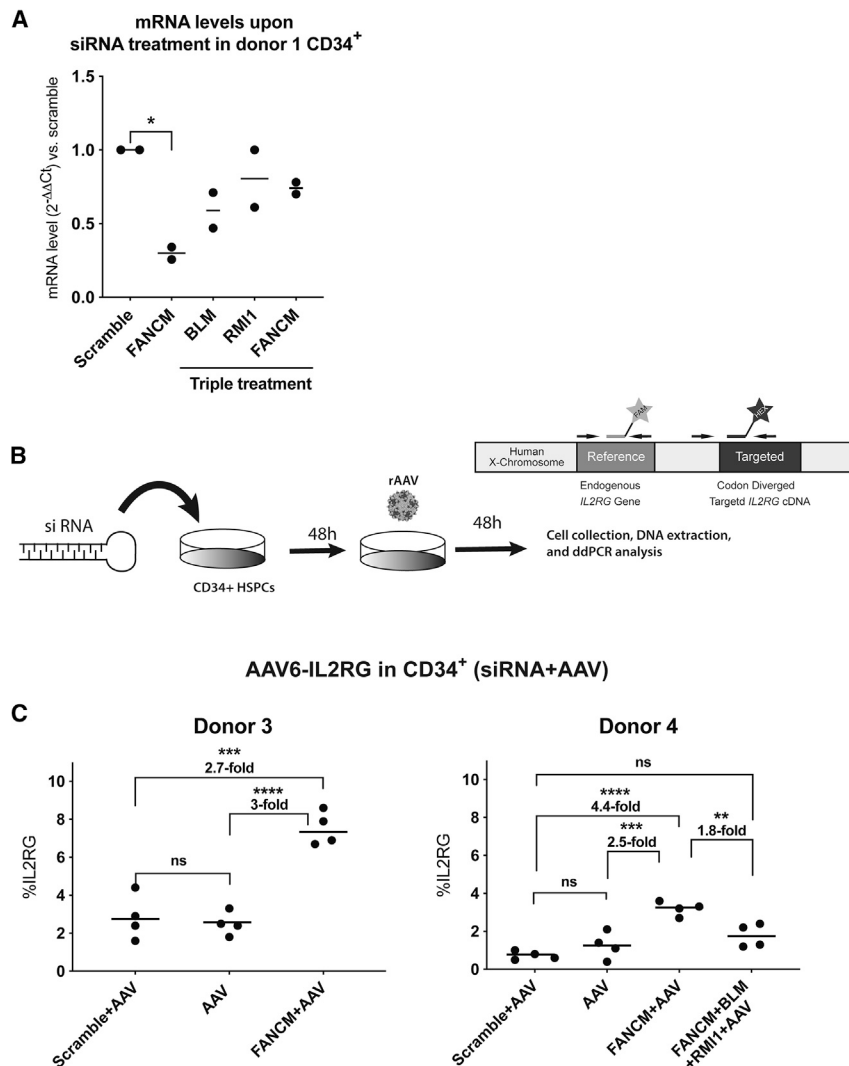 A
mRNA levels upon
siRNA treatment in donor 1 CD34+
mRNA level (2-ΔΔCt) vs. scramble
1.5
1.0
0.5
0.0
*
Scramble
FANCM
BLM
RMI1
FANCM
Triple treatment
B
si RNA
CD34+ HSPCs
48h
rAAV
48h
Cell collection, DNA extraction,
and ddPCR analysis
FAM
HEX
Human
X-Chromosome
Reference
Targeted
Endogenous
IL2RG Gene
Codon Diverged
Targetd IL2RG cDNA
AAV6-IL2RG in CD34+ (siRNA+AAV)
C
Donor 3
%IL2RG
10
8
6
4
2
0
***
2.7-fold
****
3-fold
ns
Scramble+AAV
AAV
FANCM+AAV
Donor 4
%IL2RG
10
8
6
4
2
0
ns
****
4.4-fold
***
2.5-fold
**
1.8-fold
ns
Scramble+AAV
AAV
FANCM+AAV
FANCM+BLM
+RMI1+AAV